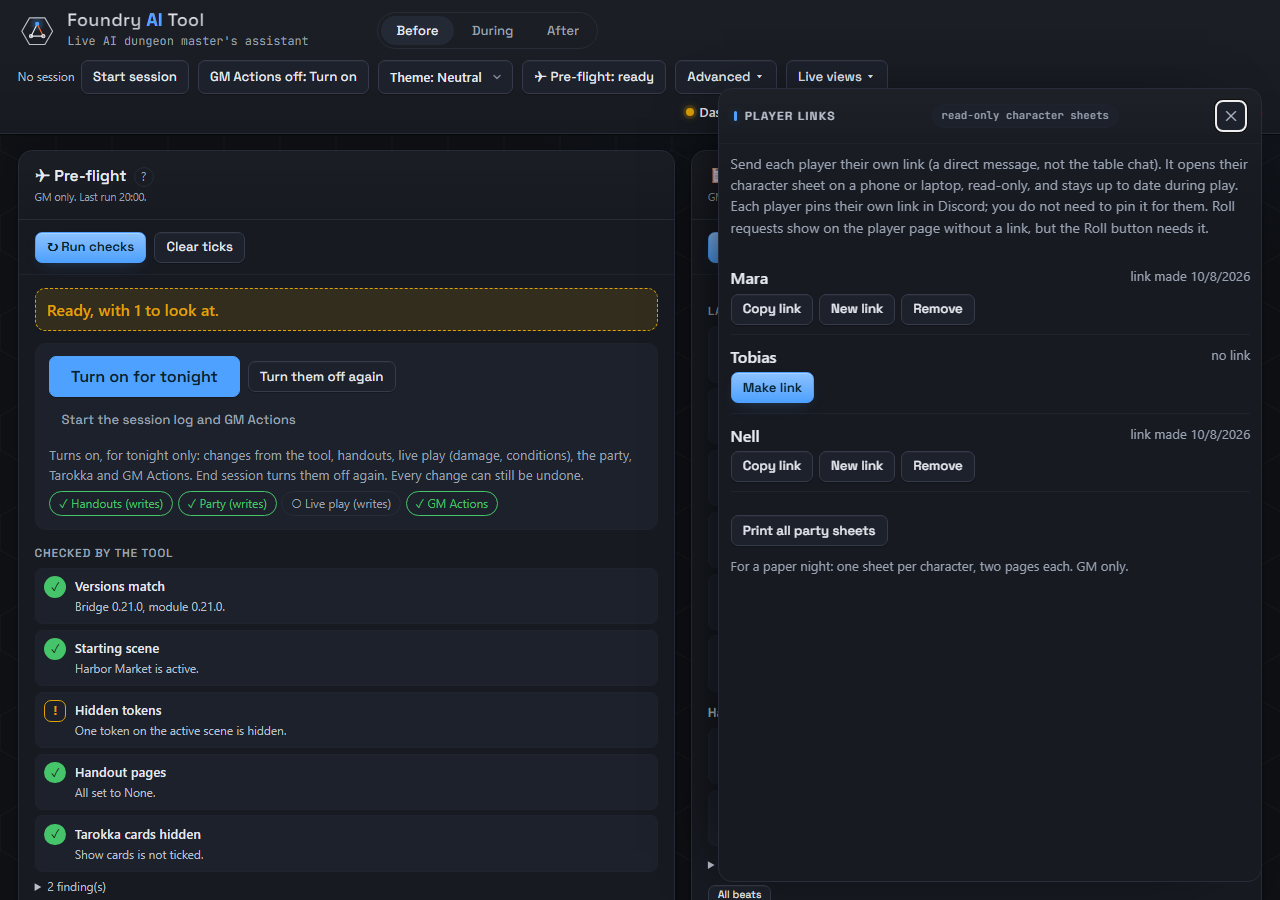 Foundry AI Tool
Live AI dungeon master's assistant
Before
During
After
No session
Start session
GM Actions off: Turn on
Theme: Neutral
✈ Pre-flight: ready
Advanced ▾
Live views ▾
✈ Pre-flight ?
GM only. Last run 20:00.
↻ Run checks
Clear ticks
Ready, with 1 to look at.
Turn on for tonight
Turn them off again
Start the session log and GM Actions
Turns on, for tonight only: changes from the tool, handouts, live play (damage, conditions), the party,
Tarokka and GM Actions. End session turns them off again. Every change can still be undone.
✓ Handouts (writes)
✓ Party (writes)
○ Live play (writes)
✓ GM Actions
CHECKED BY THE TOOL
✓ Versions match
Bridge 0.21.0, module 0.21.0.
✓ Starting scene
Harbor Market is active.
! Hidden tokens
One token on the active scene is hidden.
✓ Handout pages
All set to None.
✓ Tarokka cards hidden
Show cards is not ticked.
▶ 2 finding(s)
PLAYER LINKS
read-only character sheets
Send each player their own link (a direct message, not the table chat). It opens their
character sheet on a phone or laptop, read-only, and stays up to date during play.
Each player pins their own link in Discord; you do not need to pin it for them. Roll
requests show on the player page without a link, but the Roll button needs it.
Mara
link made 10/8/2026
Copy link
New link
Remove
Tobias
no link
Make link
Nell
link made 10/8/2026
Copy link
New link
Remove
Print all party sheets
For a paper night: one sheet per character, two pages each. GM only.
All beats